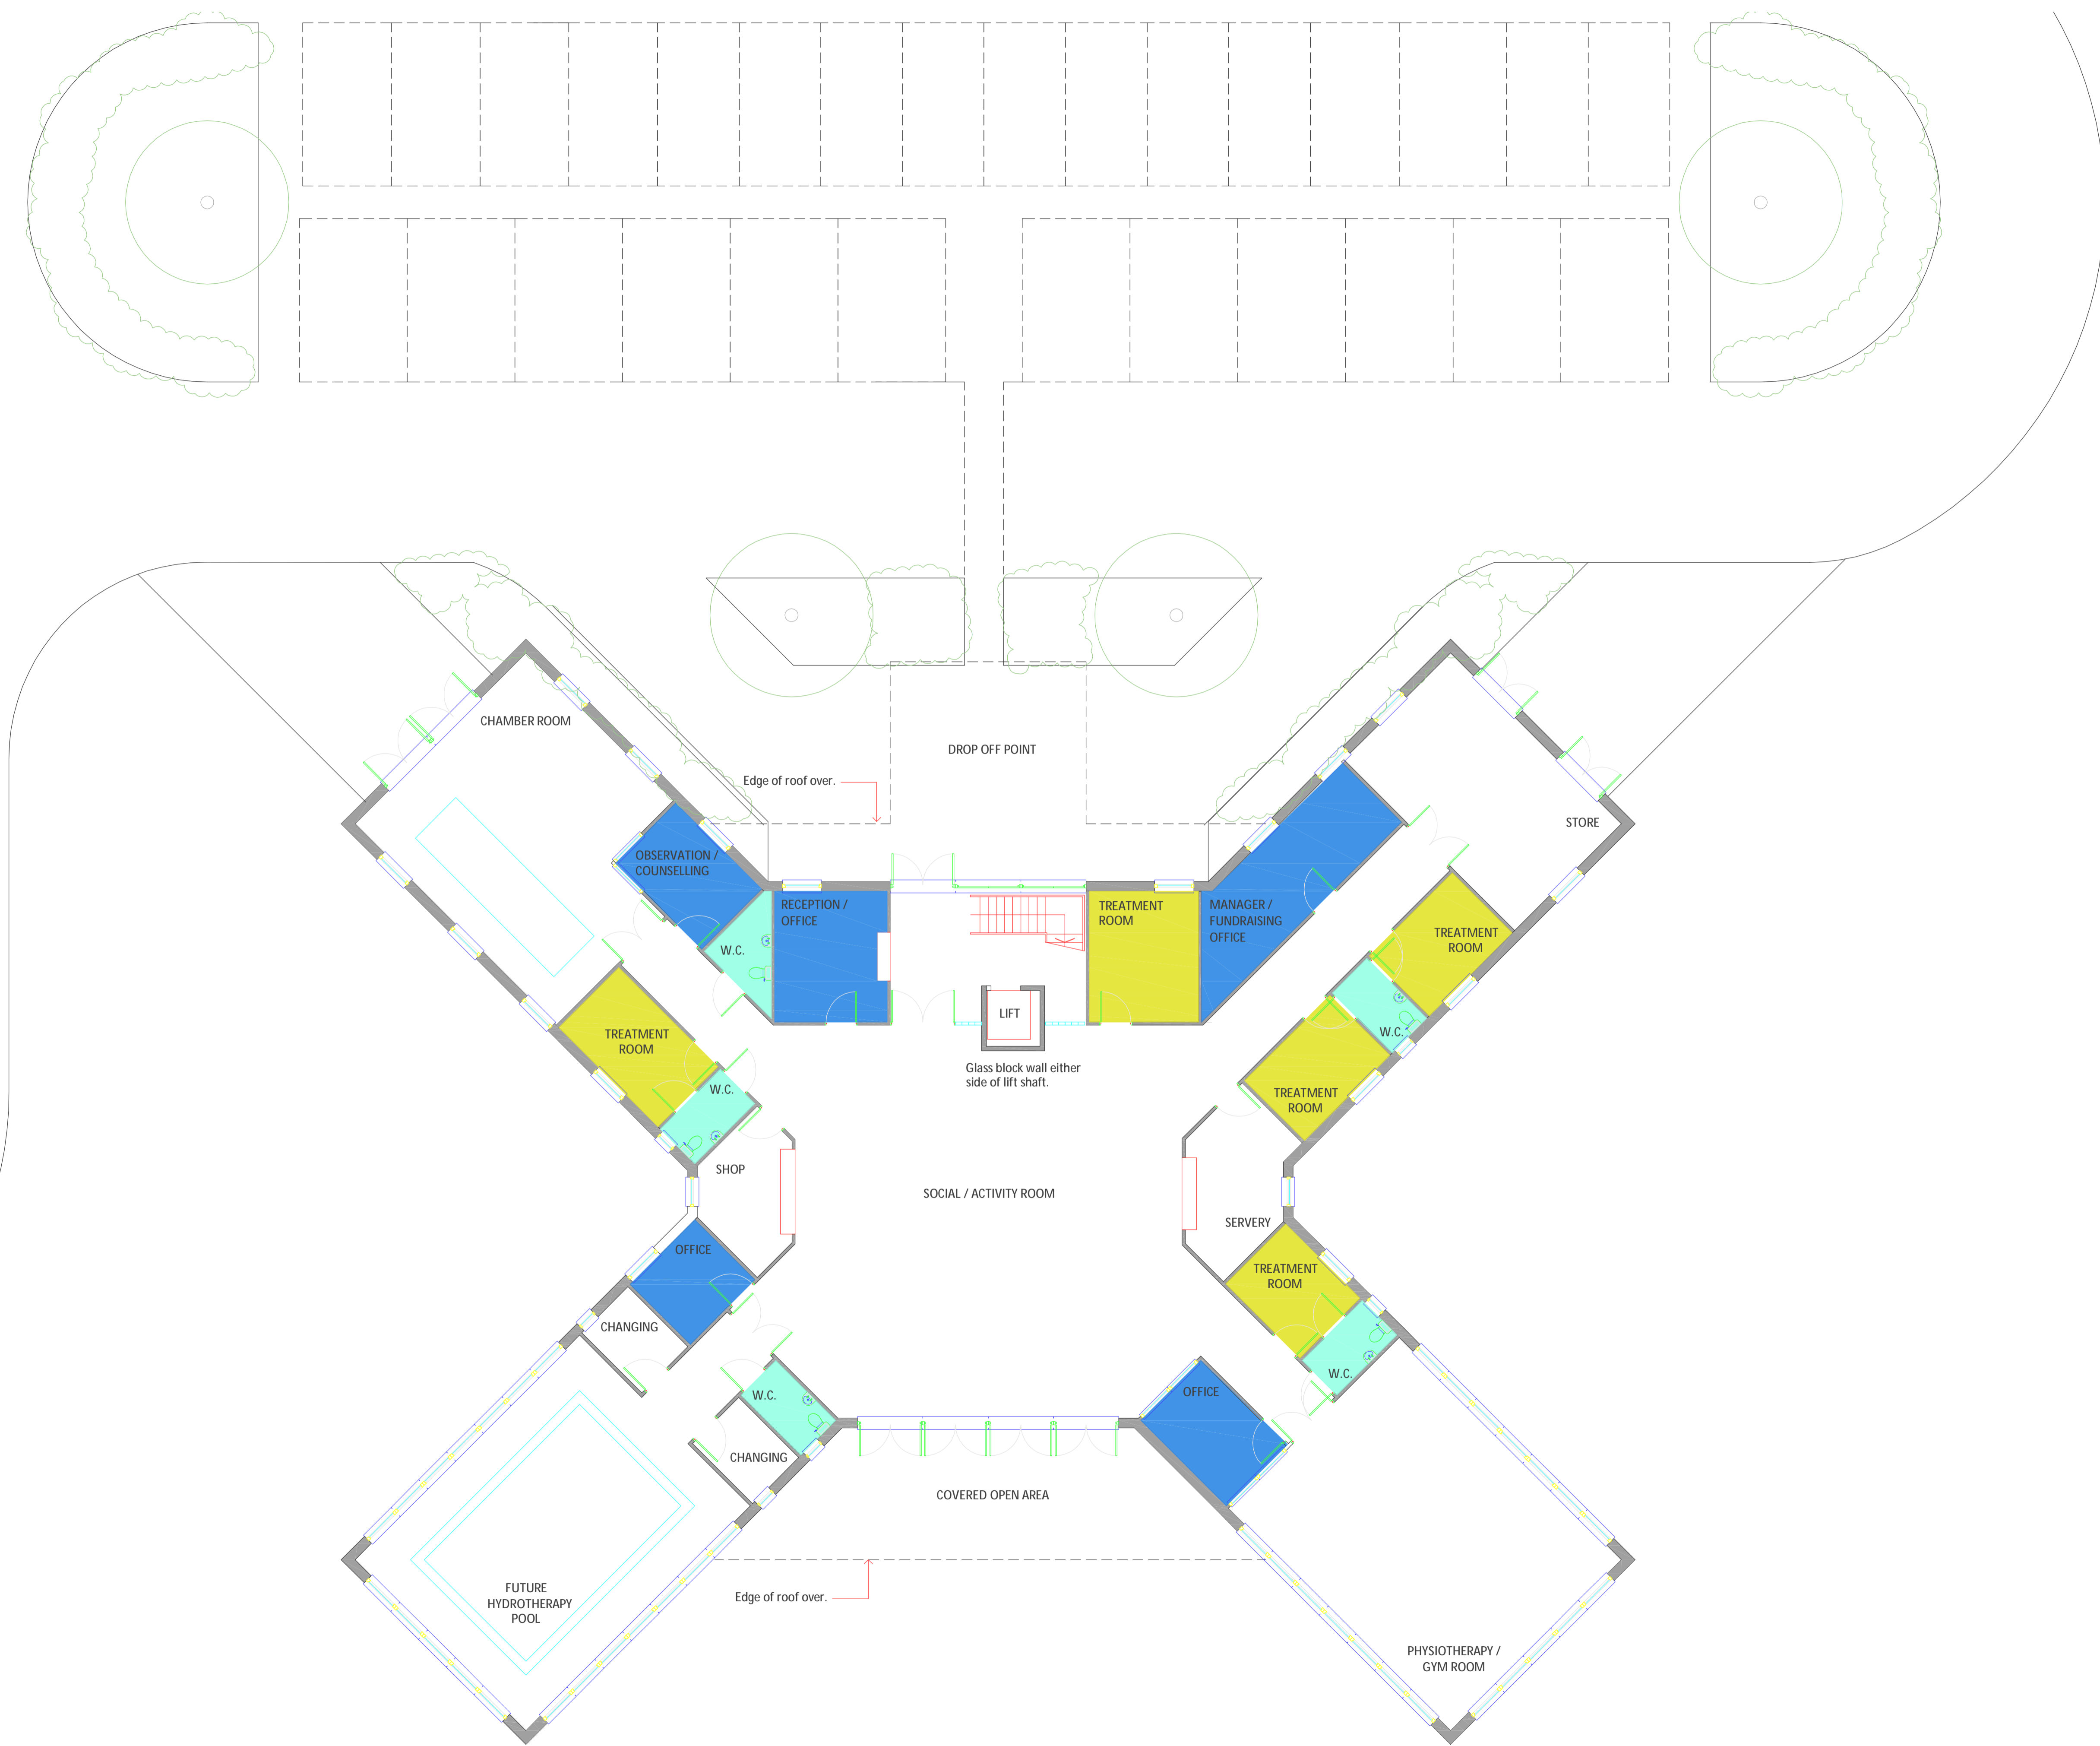 CHAMBER ROOM
DROP OFF POINT
Edge of roof over.
STORE
OBSERVATION /
COUNSELLING
RECEPTION /
OFFICE
TREATMENT
ROOM
MANAGER /
FUNDRAISING
OFFICE
TREATMENT
ROOM
W.C.
LIFT
TREATMENT
ROOM
W.C.
Glass block wall either
side of lift shaft.
W.C.
TREATMENT
ROOM
SHOP
SOCIAL / ACTIVITY ROOM
SERVERY
OFFICE
TREATMENT
ROOM
CHANGING
W.C.
OFFICE
W.C.
CHANGING
COVERED OPEN AREA
FUTURE
HYDROTHERAPY
POOL
Edge of roof over.
PHYSIOTHERAPY /
GYM ROOM